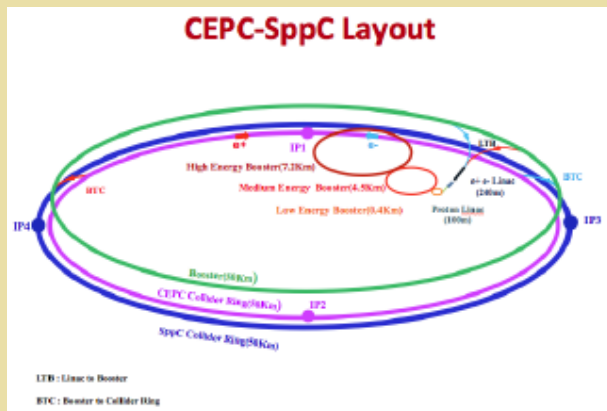 CEPC-SppC Layout
e+
IP1
e-
LTB
High Energy Booster(7.2Km)
e+ e- Linac
(240m)
BTC
BTC
Medium Energy Booster(4.5Km)
Low Energy Booster(0.4Km)
Proton Linac
(100m)
IP4
IP3
Booster(50Km)
CEPC Collider Ring(50Km)
IP2
SppC Collider Ring(50Km)
LTB : Linac to Booster
BTC : Booster to Collider Ring